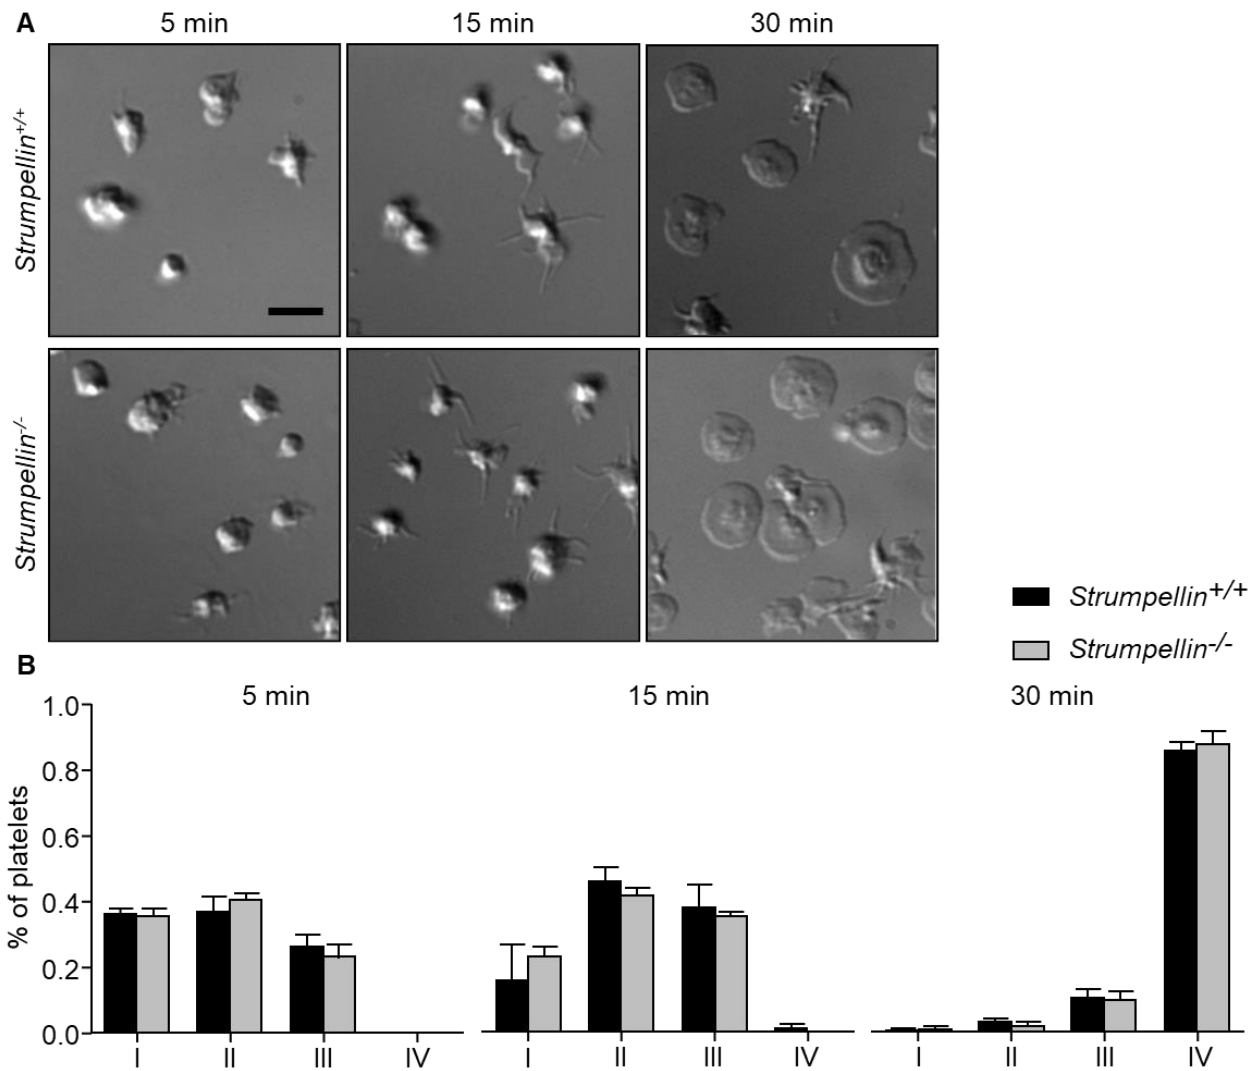 A
5 min 15 min 30 min
Strumpellin+/+
Strumpellin-/-
Strumpellin+/+
Strumpellin-/-
B
5 min 15 min 30 min
% of platelets
1.0
0.8
0.6
0.4
0.2
0.0
I II III IV I II III IV I II III IV